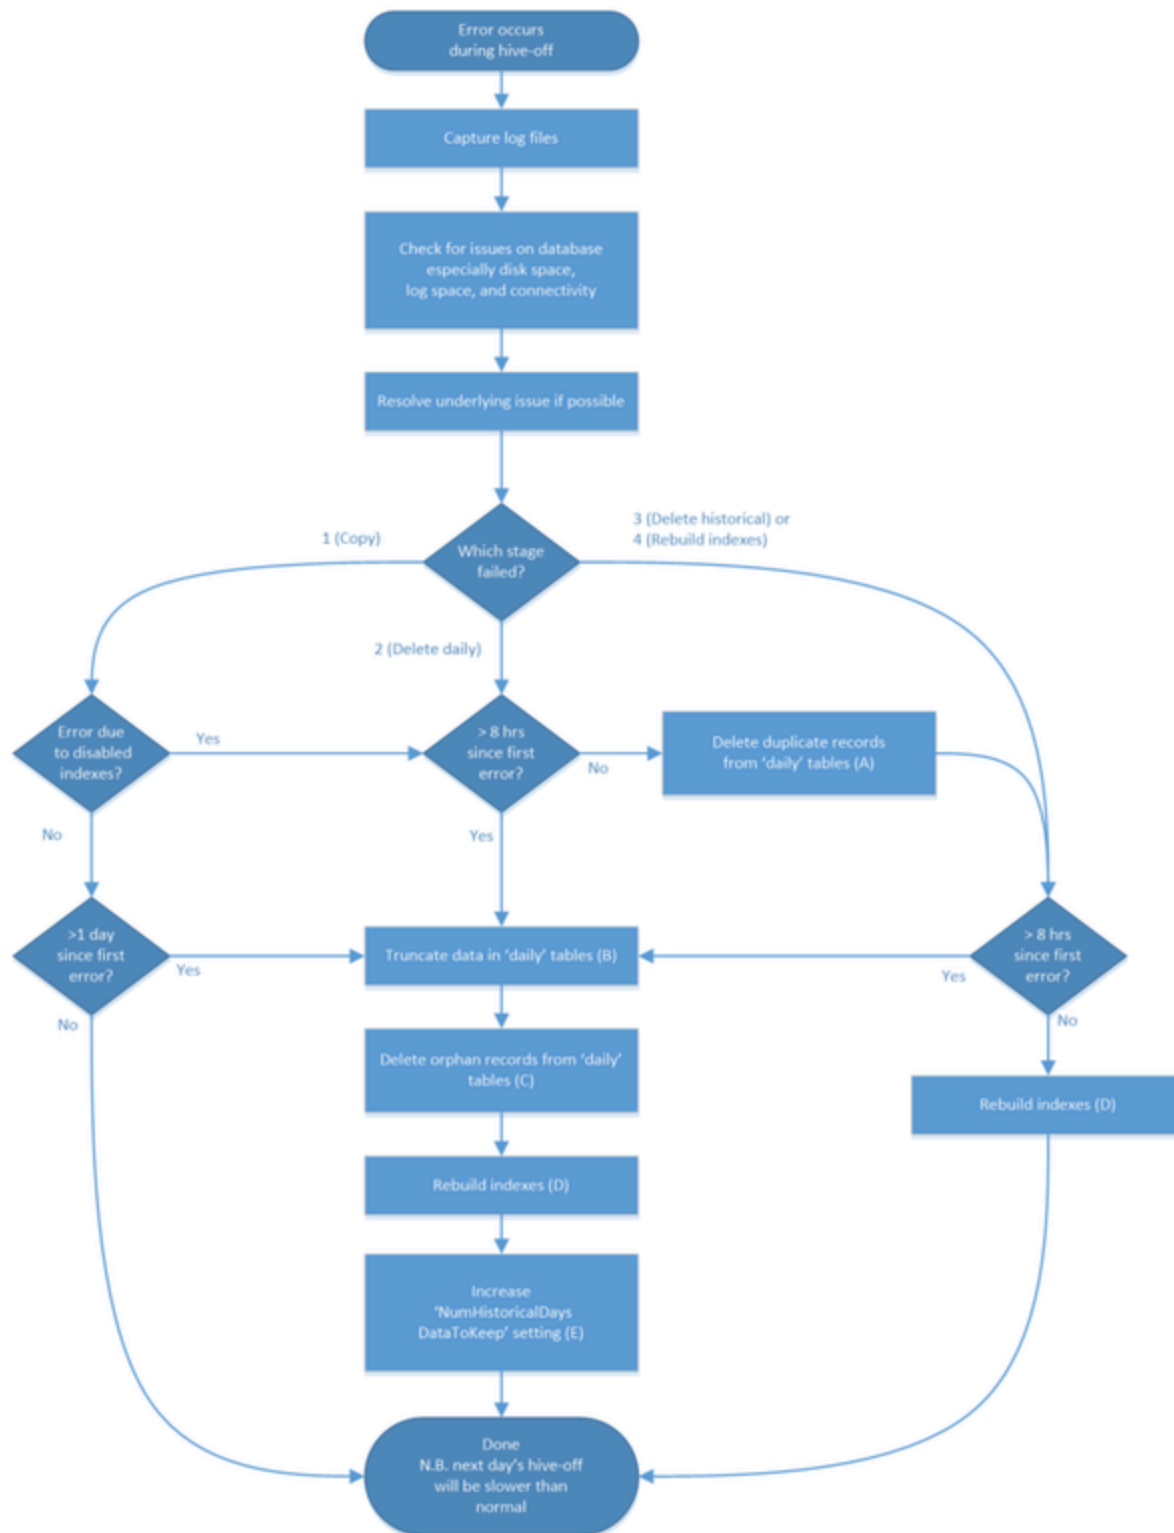 Error occurs
during hive-off
Capture log files
Check for issues on database
especially disk space,
log space, and connectivity
Resolve underlying issue if possible
3 (Delete historical) or
4 (Rebuild indexes)
1 (Copy)
Which stage
failed?
2 (Delete daily)
Error due
to disabled
indexes?
Yes
> 8 hrs
since first
error?
No
Delete duplicate records
from ‘daily’ tables (A)
No
Yes
>1 day
since first
error?
Yes
No
Truncate data in ‘daily’ tables (B)
> 8 hrs
since first
error?
Yes
No
Delete orphan records from ‘daily’
tables (C)
Rebuild indexes (D)
Rebuild indexes (D)
Increase
‘NumHistoricalDays
DataToKeep’ setting (E)
Done
N.B. next day’s hive-off
will be slower than
normal